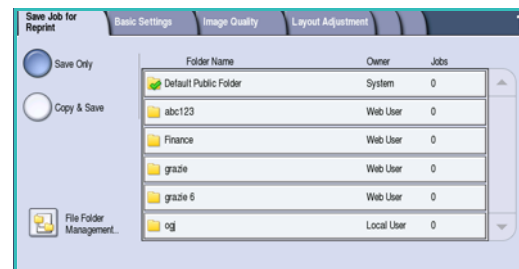 Save Job for Reprint
Basic Settings
Image Quality
Layout Adjustment
Save Only
Copy & Save
File Folder Management..
Folder Name Owner Jobs
Default Public Folder System 0
abc123 Web User 0
Finance Web User 0
grazie Web User 0
grazie 6 Web User 0
ogj Local User 0